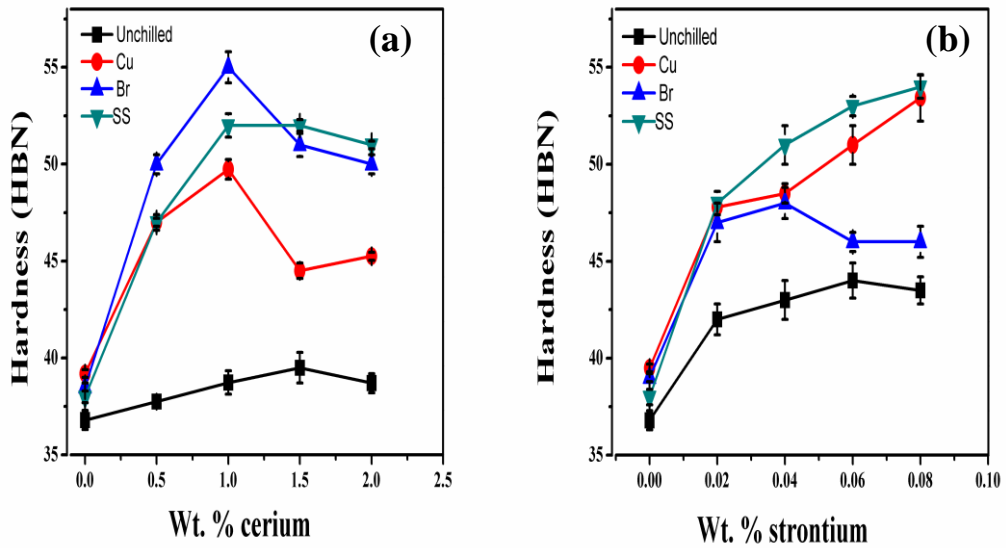 (a)
Unchilled
Cu
Br
SS
Hardness (HBN)
55
50
45
40
35
0.0 0.5 1.0 1.5 2.0 2.5
Wt. % cerium
(b)
Unchilled
Cu
Br
SS
Hardness (HBN)
55
50
45
40
35
0.00 0.02 0.04 0.06 0.08 0.10
Wt. % strontium